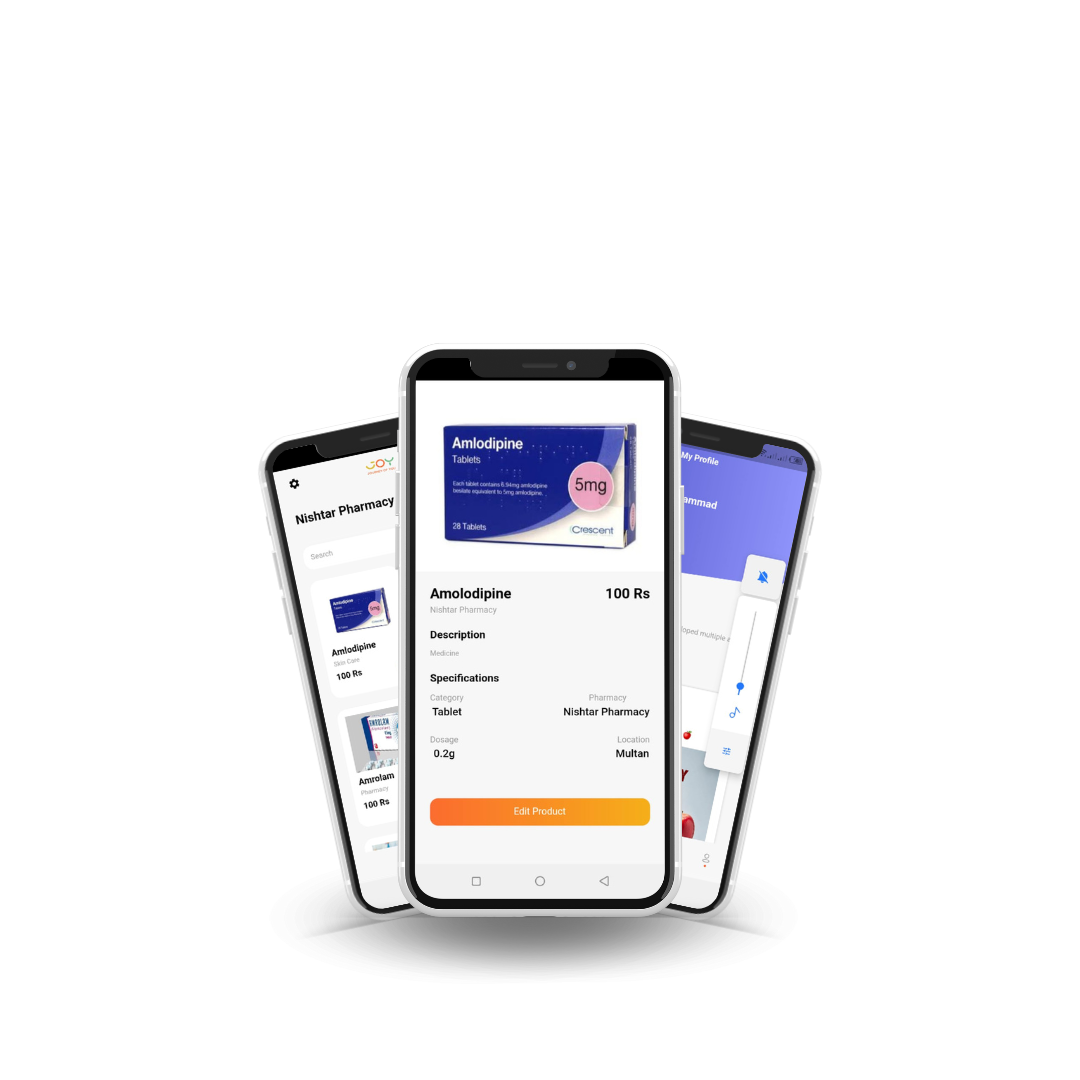 JOY
Nishtar Pharmacy
Search
Amlodipine
Skin Care
100 Rs
Amrolam
Pharmacy
100 Rs
Amlodipine
Tablets
Each tablet contains 6.94mg amlodipine
besilate equivalent to 5mg amlodipine.
5mg
28 Tablets
Crescent
Amolodipine
100 Rs
Nishtar Pharmacy
Description
Medicine
Specifications
Category
Pharmacy
Tablet
Nishtar Pharmacy
Dosage
Location
0.2g
Multan
Edit Product
My Profile
ammad
oped multiple